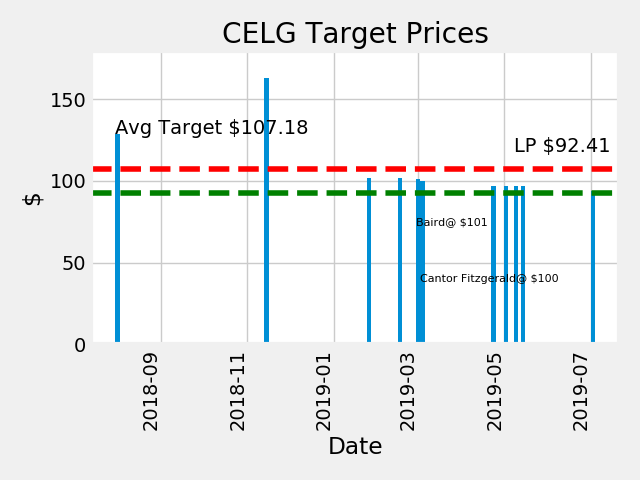 CELG Target Prices
150
Avg Target $107.18
LP $92.41
100
$
Baird@ $101
50
Cantor Fitzgerald@ $100
0
2018-09
2018-11
2019-01
2019-03
2019-05
2019-07
Date